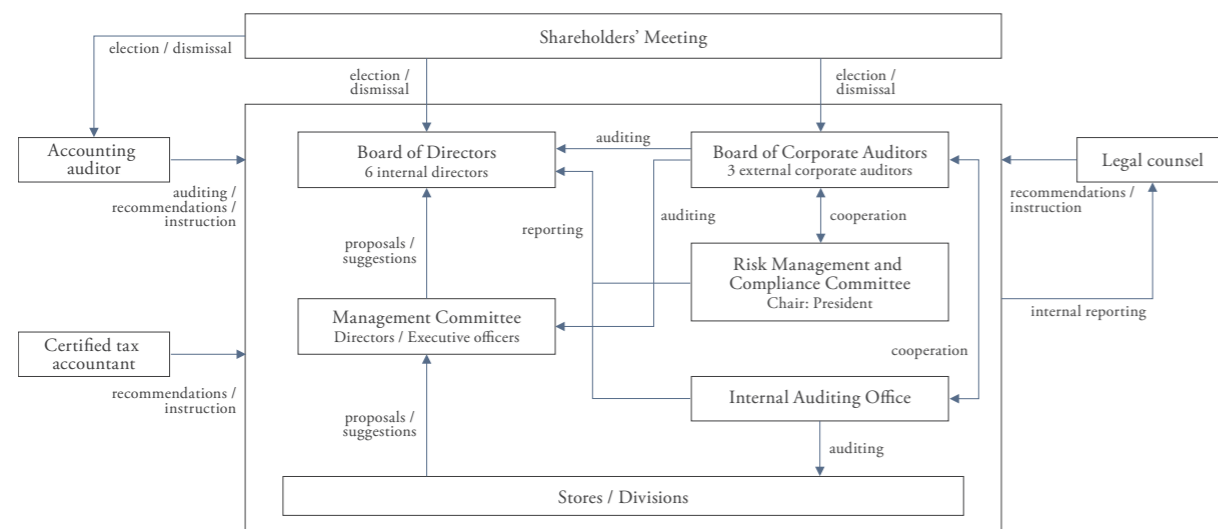 Shareholders’ Meeting
election / dismissal
election /
dismissal
election /
dismissal
Accounting
auditor
auditing /
recommendations /
instruction
Board of Directors
6 internal directors
auditing
Board of Corporate Auditors
3 external corporate auditors
Legal counsel
recommendations /
instruction
auditing
cooperation
reporting
proposals /
suggestions
Risk Management and
Compliance Committee
Chair: President
internal reporting
Management Committee
Directors / Executive officers
Certified tax
accountant
recommendations /
instruction
cooperation
Internal Auditing Office
proposals /
suggestions
auditing
Stores / Divisions